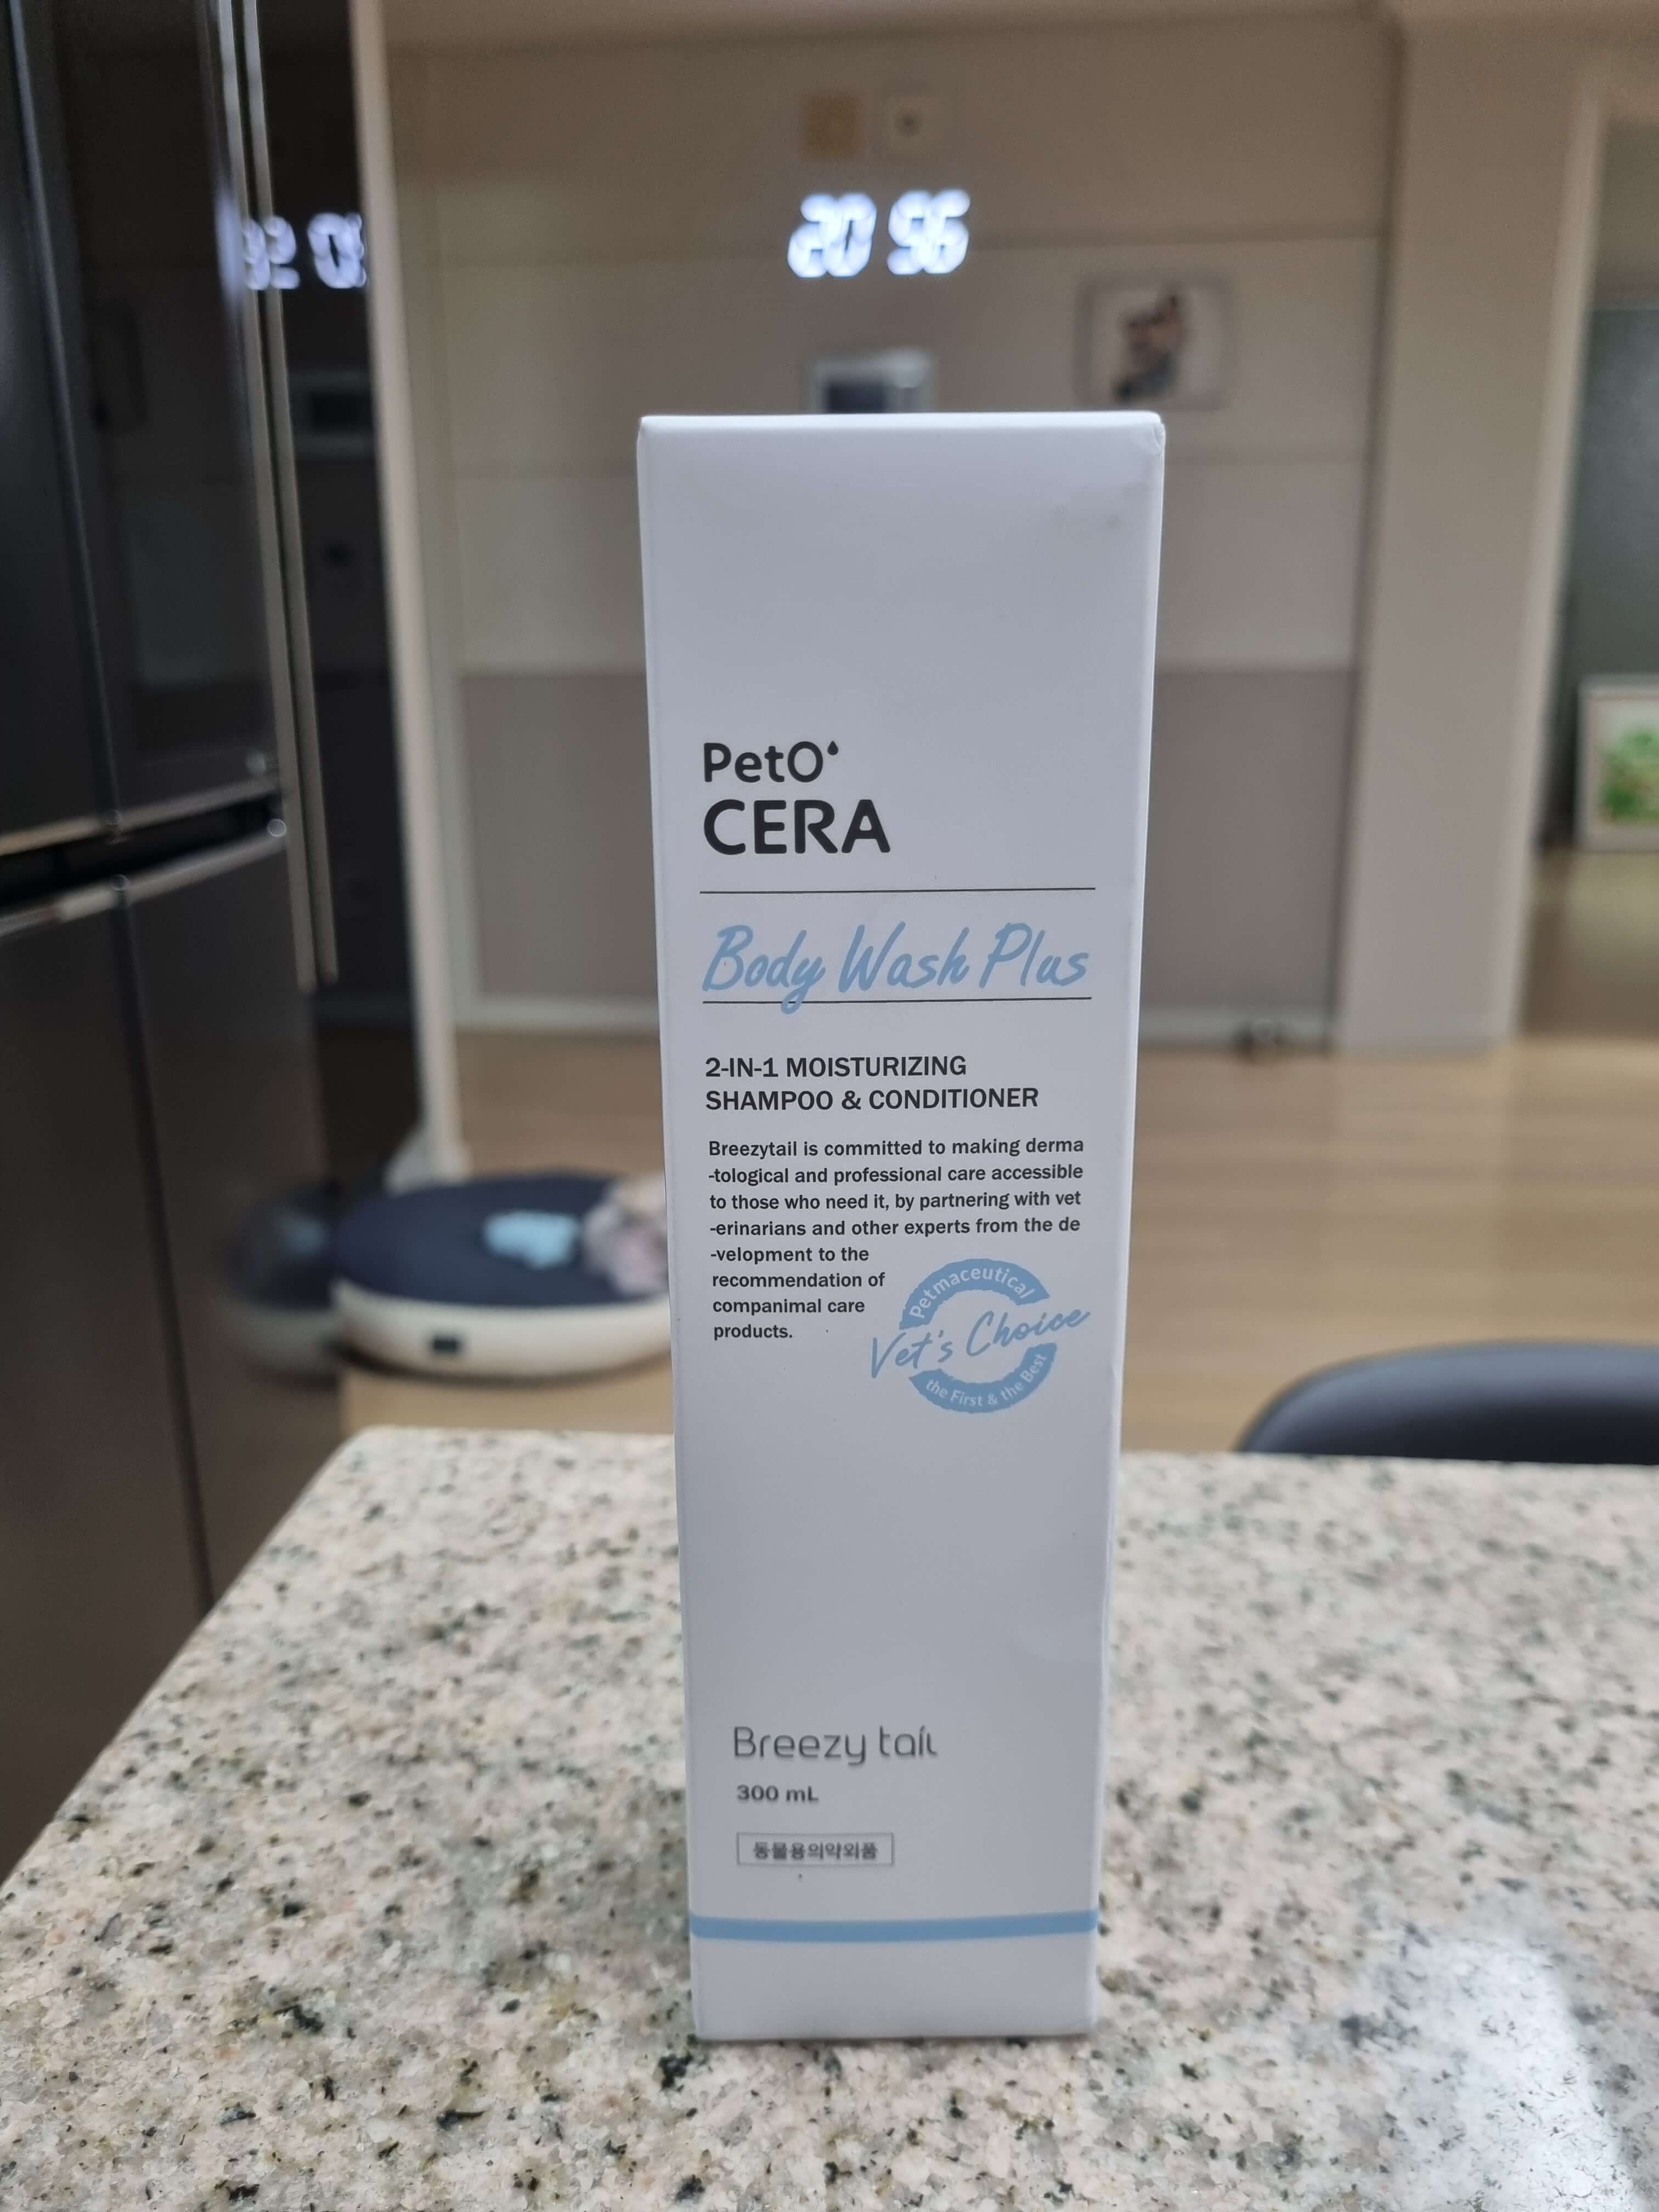 20 56
PetO
CERA
Body Wash Plus
2-IN-1 MOISTURIZING
SHAMPOO & CONDITIONER
Breezytail is committed to making derma
-tological and professional care accessible
to those who need it, by partnering with vet
-erinarians and other experts from the de
-velopment to the
recommendation of
companimal care
products.
Petmaceutical
Vet's Choice
the First & the Best
Breezy tail
300 mL
동물용의약외품